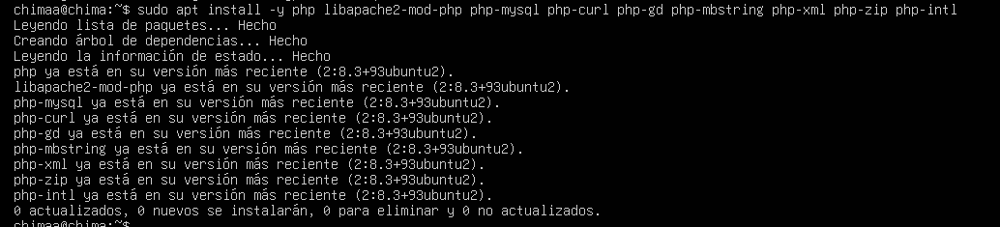 chimaa@chima:~$ sudo apt install -y php libapache2-mod-php php-mysql php-curl php-gd php-mbstring php-xml php-zip php-intl
Leyendo lista de paquetes... Hecho
Creando árbol de dependencias... Hecho
Leyendo la información de estado... Hecho
php ya está en su versión más reciente (2:8.3+93ubuntu2).
libapache2-mod-php ya está en su versión más reciente (2:8.3+93ubuntu2).
php-mysql ya está en su versión más reciente (2:8.3+93ubuntu2).
php-curl ya está en su versión más reciente (2:8.3+93ubuntu2).
php-gd ya está en su versión más reciente (2:8.3+93ubuntu2).
php-mbstring ya está en su versión más reciente (2:8.3+93ubuntu2).
php-xml ya está en su versión más reciente (2:8.3+93ubuntu2).
php-zip ya está en su versión más reciente (2:8.3+93ubuntu2).
php-intl ya está en su versión más reciente (2:8.3+93ubuntu2).
0 actualizados, 0 nuevos se instalarán, 0 para eliminar y 0 no actualizados.
chimaa@chima:~$